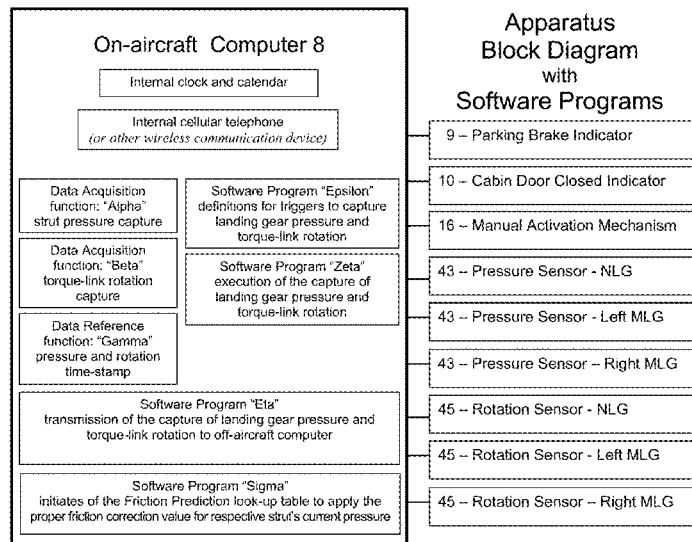 On-aircraft Computer 8
Internal clock and calendar
Internal cellular telephone
(or other wireless communication device)
Data Acquisition
function: "Alpha"
strut pressure capture
Data Acquisition
function: "Beta"
torque-link rotation
capture
Data Reference
function: "Gamma"
pressure and rotation
time-stamp
Software Program "Epsilon"
definitions for triggers to capture
landing gear pressure and
torque-link rotation
Software Program "Zeta"
execution of the capture of
landing gear pressure and
torque-link rotation
Software Program "Eta"
transmission of the capture of landing gear pressure and
torque-link rotation to off-aircraft computer
Software Program "Sigma"
initiates of the Friction Prediction look-up table to apply the
proper friction correction value for respective strut's current pressure
Apparatus
Block Diagram
with
Software Programs
9 – Parking Brake Indicator
10 – Cabin Door Closed Indicator
16 – Manual Activation Mechanism
43 – Pressure Sensor - NLG
43 – Pressure Sensor - Left MLG
43 – Pressure Sensor – Right MLG
45 – Rotation Sensor - NLG
45 – Rotation Sensor - Left MLG
45 – Rotation Sensor – Right MLG